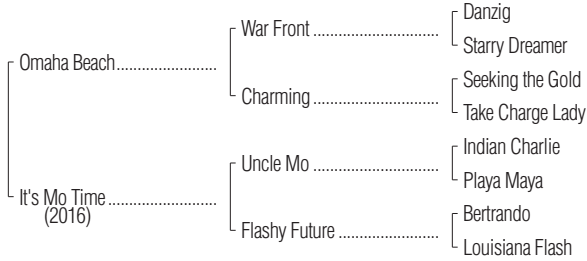 Danzig
War Front
Starry Dreamer
Omaha Beach
Seeking the Gold
Charming
Take Charge Lady
Indian Charlie
Uncle Mo
Playa Maya
It's Mo Time
(2016)
Bertrando
Flashy Future
Louisiana Flash